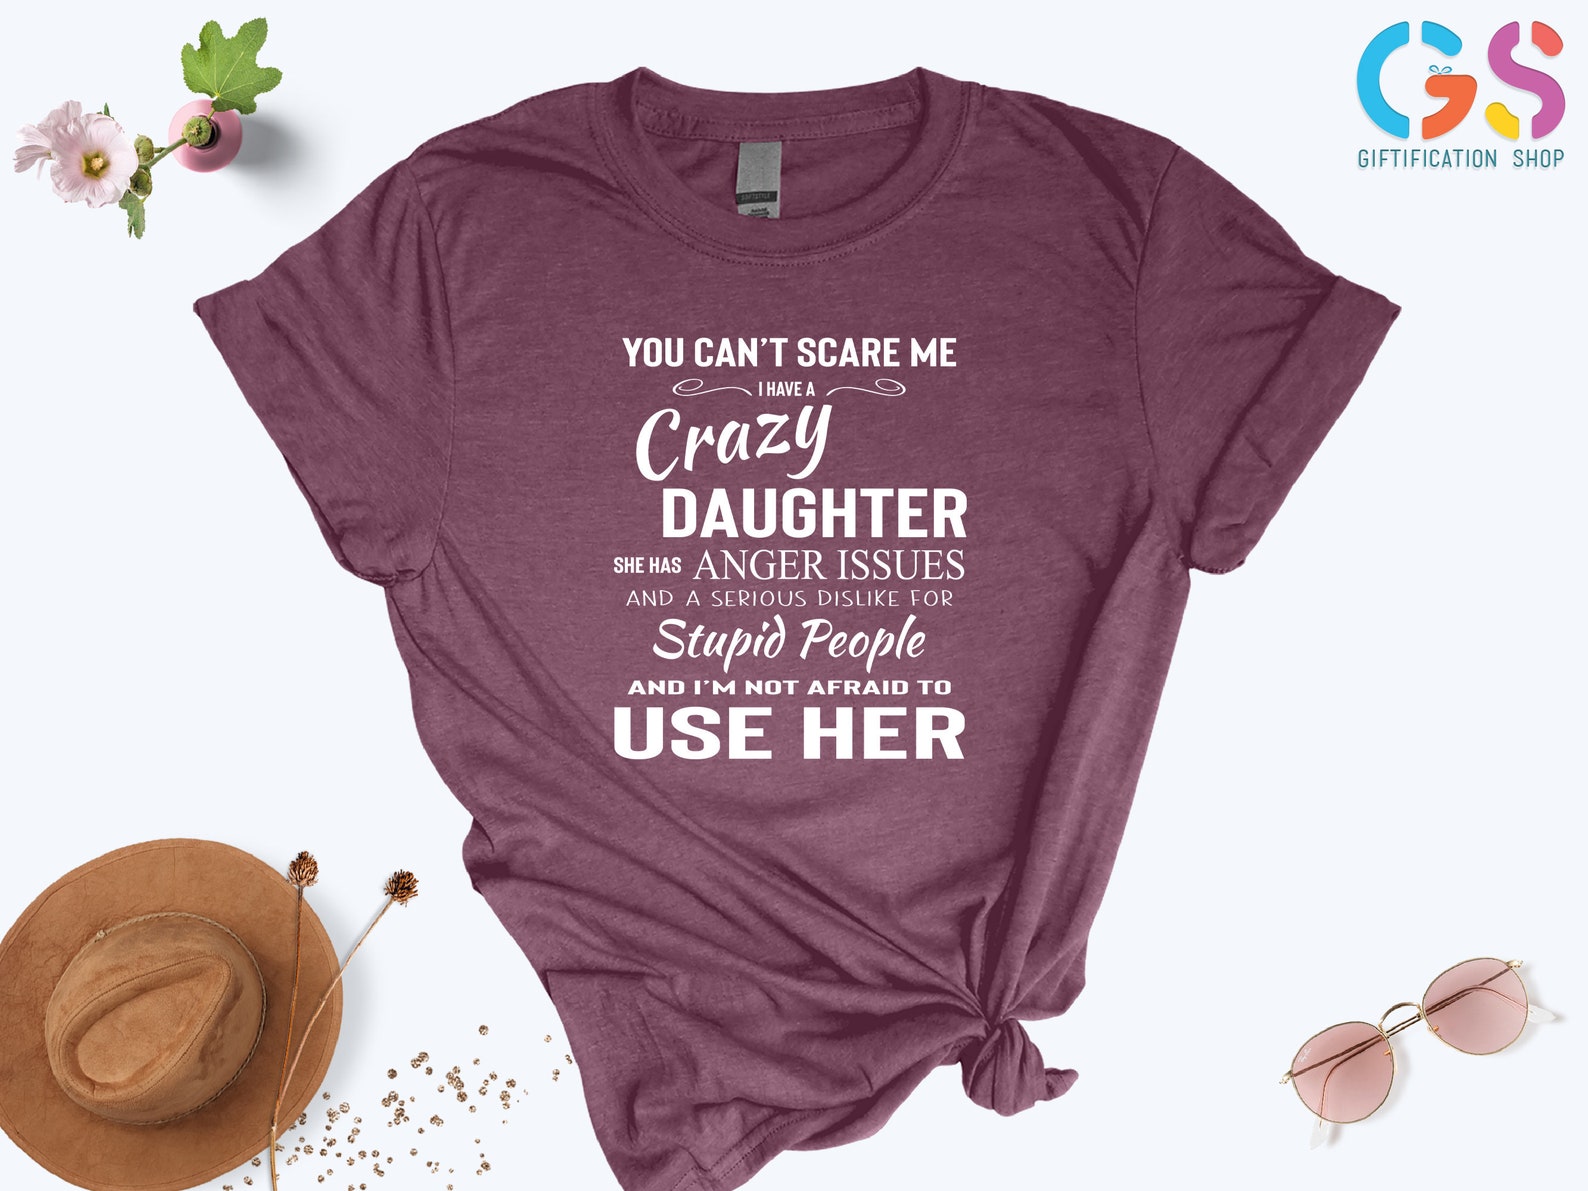 GS
GIFTIFICATION SHOP
SOFTSTYLE
YOU CAN'T SCARE ME
I HAVE A
Crazy
DAUGHTER
SHE HAS ANGER ISSUES
AND A SERIOUS DISLIKE FOR
Stupid People
AND I'M NOT AFRAID TO
USE HER